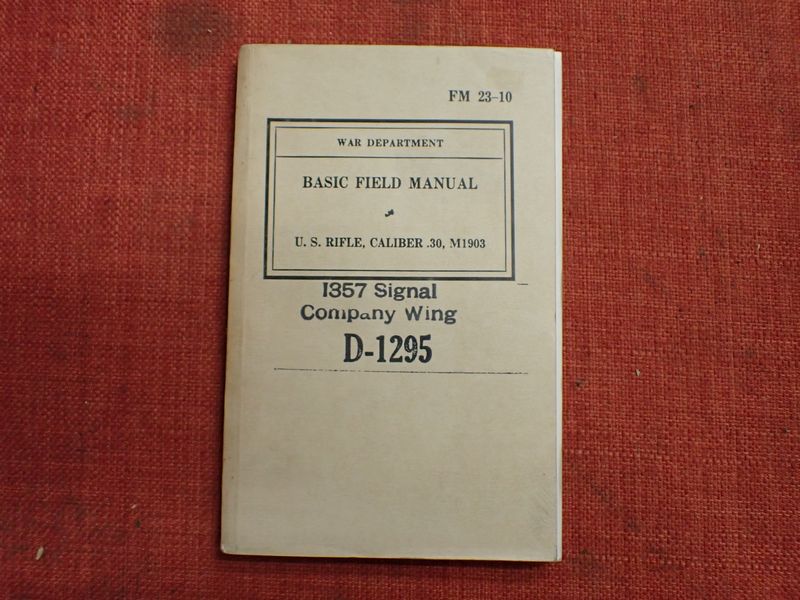 FM 23-10
WAR DEPARTMENT
BASIC FIELD MANUAL
U. S. RIFLE, CALIBER .30, M1903
1357 Signal
Company Wing
D-1295